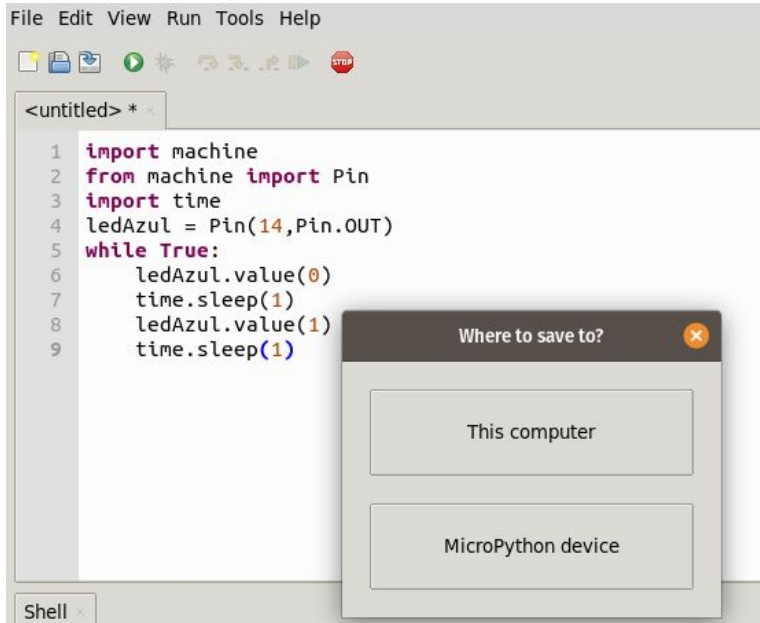 File Edit View Run Tools Help
STOP
<untitled> *
1 import machine
2 from machine import Pin
3 import time
4 ledAzul = Pin(14,Pin.OUT)
5 while True:
6     ledAzul.value(0)
7     time.sleep(1)
8     ledAzul.value(1)
9     time.sleep(1)
Where to save to?
This computer
MicroPython device
Shell